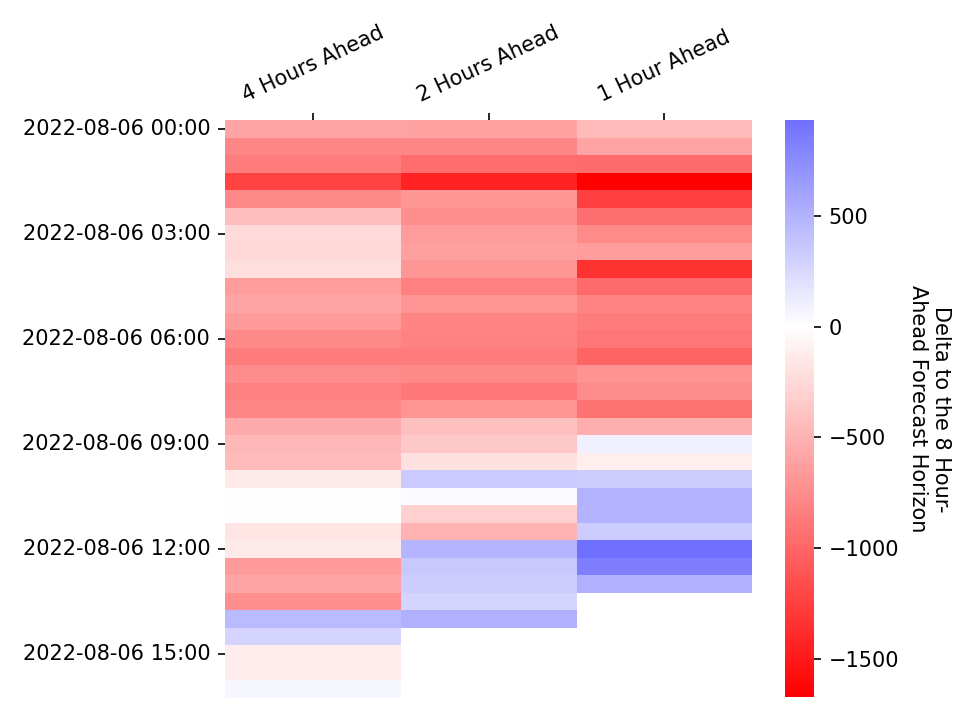 4 Hours Ahead
2 Hours Ahead
1 Hour Ahead
2022-08-06 00:00
2022-08-06 03:00
2022-08-06 06:00
2022-08-06 09:00
2022-08-06 12:00
2022-08-06 15:00
500
0
−500
−1000
−1500
Delta to the 8 Hour-
Ahead Forecast Horizon